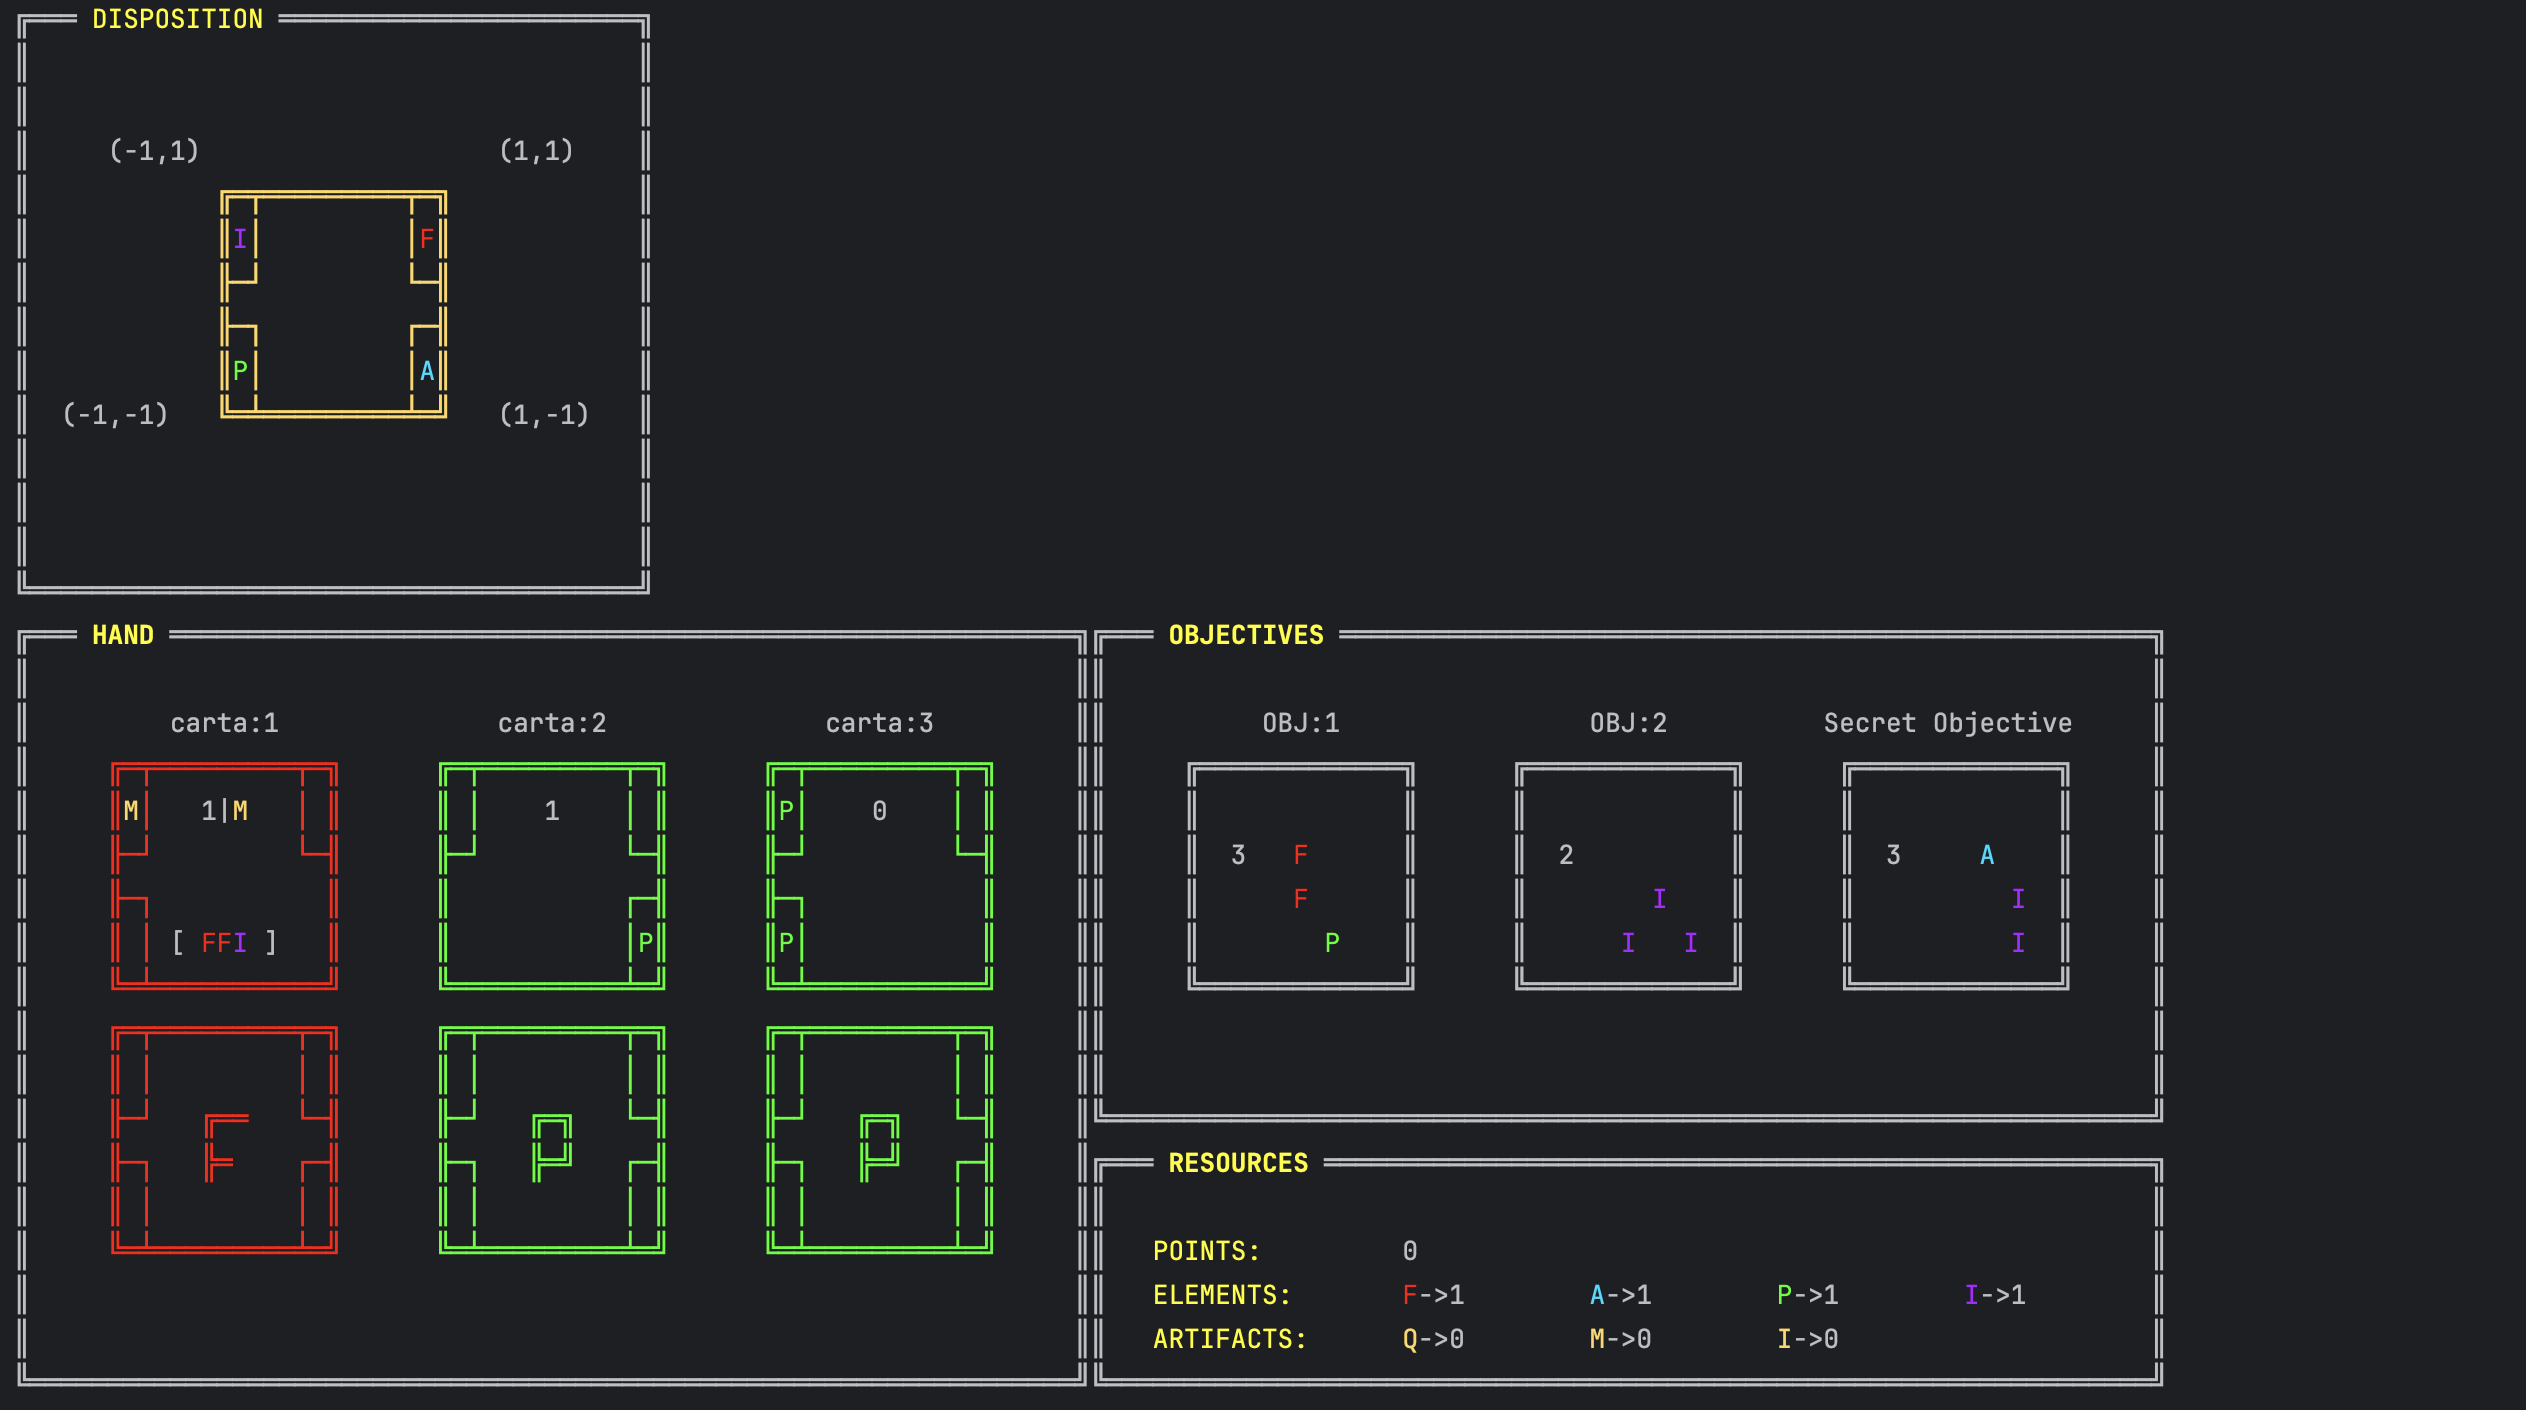 DISPOSITION
(-1,1) (1,1)
I F
P A
(-1,-1) (1,-1)
HAND
carta:1 carta:2 carta:3
M 1|M 1 P 0
[ FFI ] P P
F P P
OBJECTIVES
OBJ:1 OBJ:2 Secret Objective
3 F 2 3 A
F I I
P I I I
RESOURCES
POINTS: 0
ELEMENTS: F->1 A->1 P->1 I->1
ARTIFACTS: Q->0 M->0 I->0